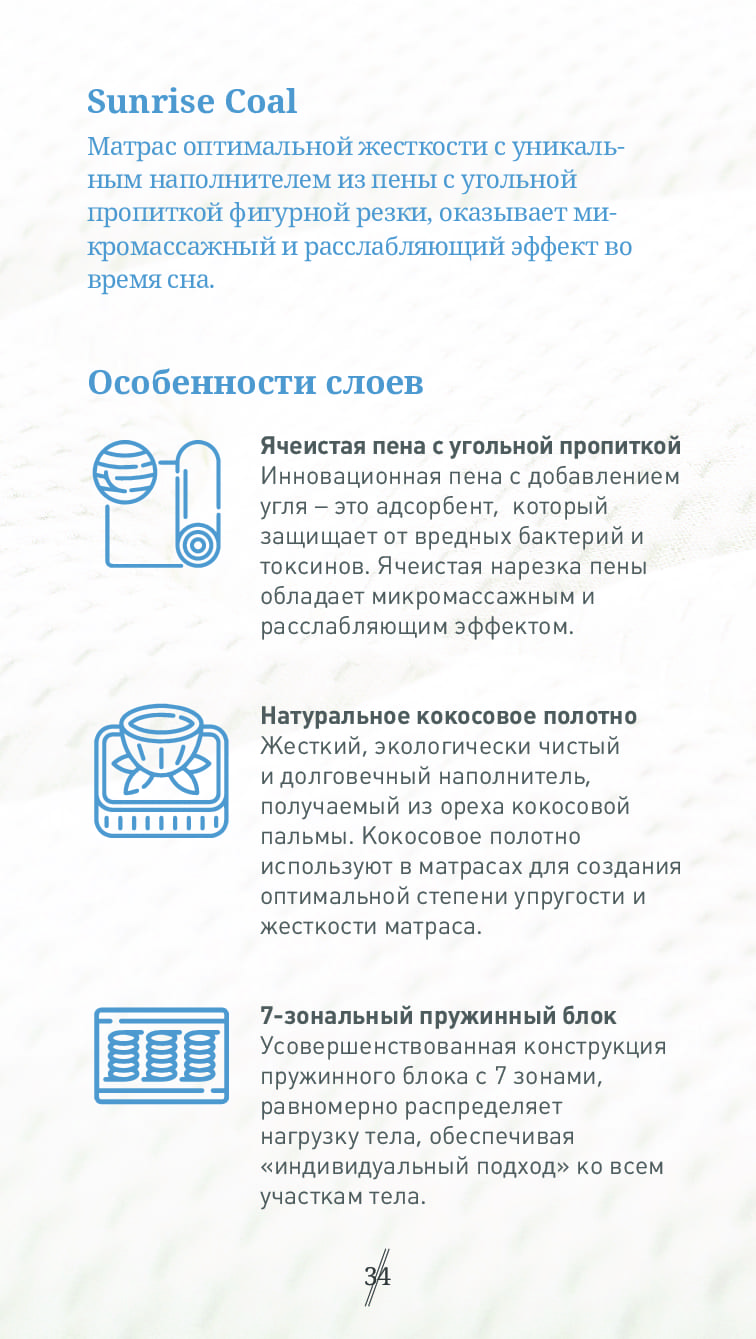 Sunrise Coal
Матрас оптимальной жесткости с уникаль-
ным наполнителем из пены с угольной
пропиткой фигурной резки, оказывает ми-
кромассажный и расслабляющий эффект во
время сна.
Особенности слоев
Ячеистая пена с угольной пропиткой
Инновационная пена с добавлением
угля – это адсорбент, который
защищает от вредных бактерий и
токсинов. Ячеистая нарезка пены
обладает микромассажным и
расслабляющим эффектом.
Натуральное кокосовое полотно
Жесткий, экологически чистый
и долговечный наполнитель,
получаемый из ореха кокосовой
пальмы. Кокосовое полотно
используют в матрасах для создания
оптимальной степени упругости и
жесткости матраса.
7-зональный пружинный блок
Усовершенствованная конструкция
пружинного блока с 7 зонами,
равномерно распределяет
нагрузку тела, обеспечивая
«индивидуальный подход» ко всем
участкам тела.
34